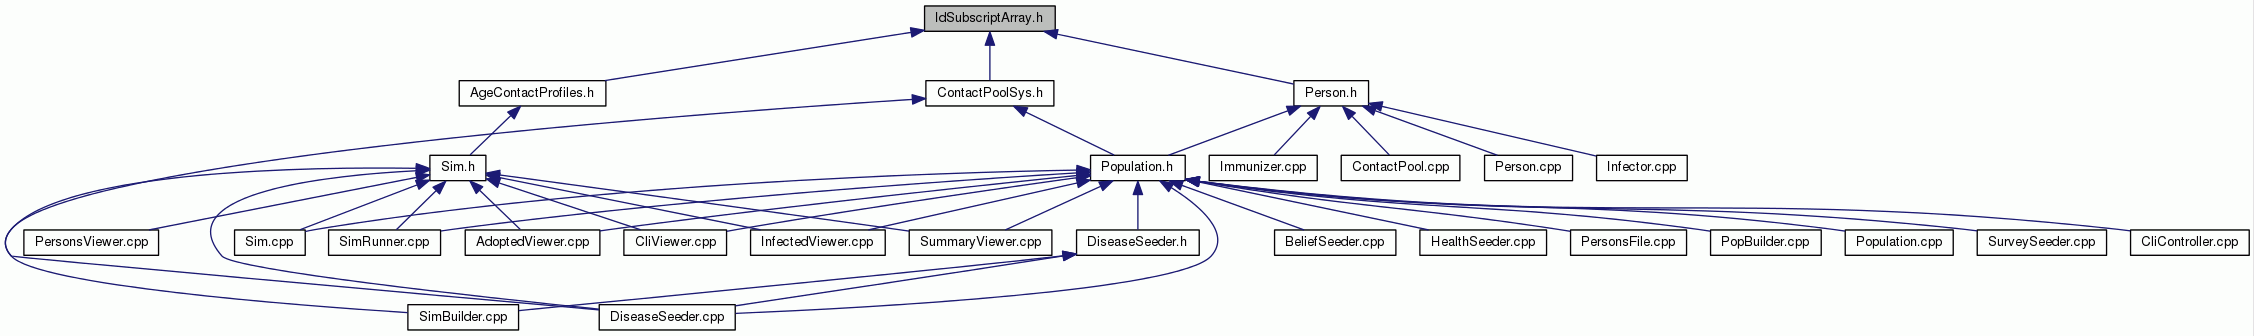 IdSubscriptArray.h
AgeContactProfiles.h
ContactPoolSys.h
Person.h
Sim.h
Population.h
Immunizer.cpp
ContactPool.cpp
Person.cpp
Infector.cpp
PersonsViewer.cpp
Sim.cpp
SimRunner.cpp
AdoptedViewer.cpp
CliViewer.cpp
InfectedViewer.cpp
SummaryViewer.cpp
DiseaseSeeder.h
BeliefSeeder.cpp
HealthSeeder.cpp
PersonsFile.cpp
PopBuilder.cpp
Population.cpp
SurveySeeder.cpp
CliController.cpp
SimBuilder.cpp
DiseaseSeeder.cpp